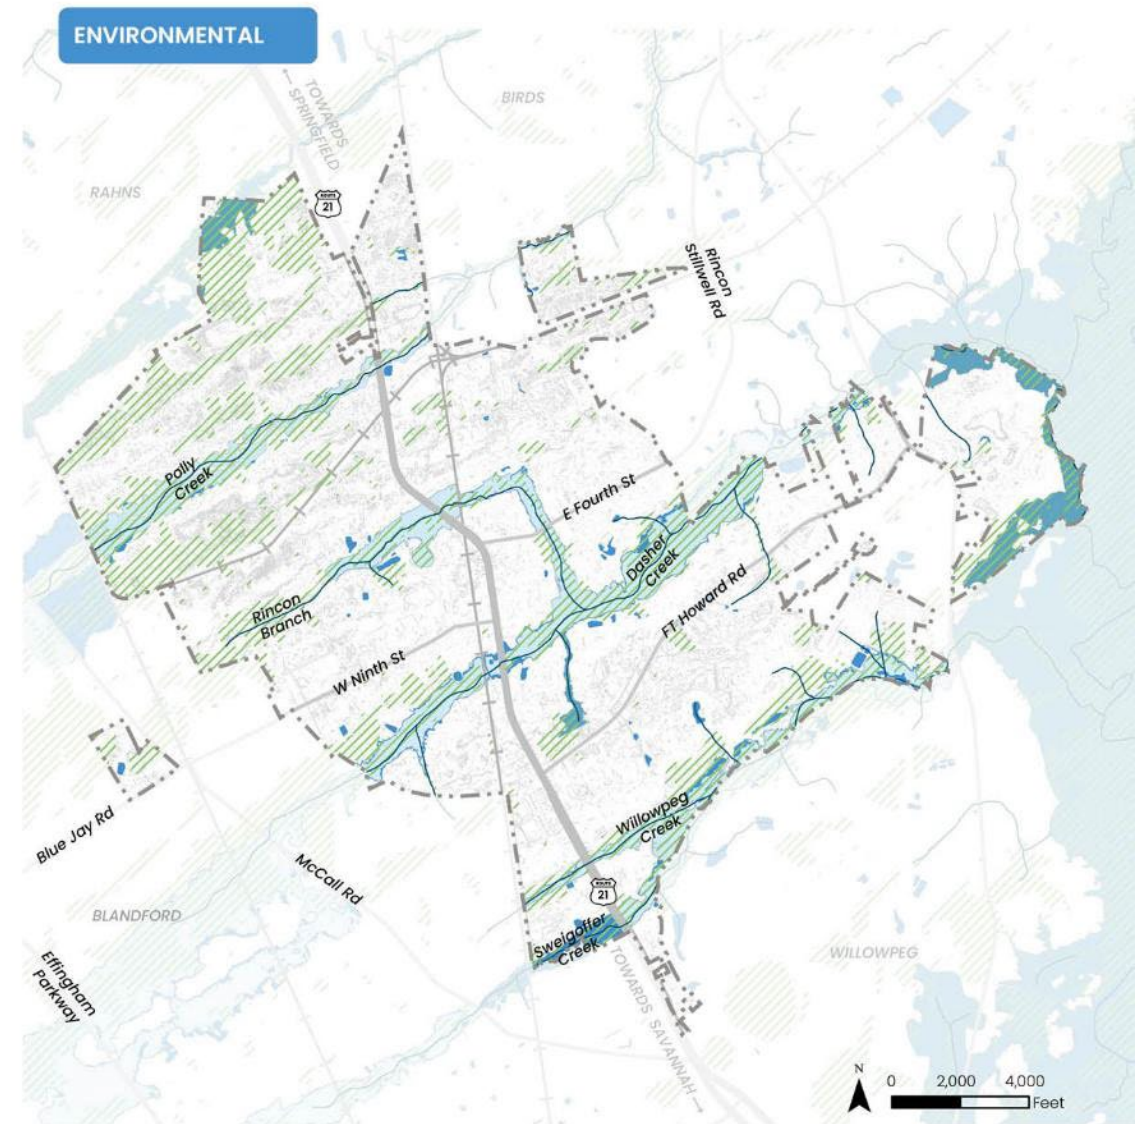 ENVIRONMENTAL
← TOWARDS
SPRINGFIELD
BIRDS
RAHNS
ROUTE
21
Rincon
Stillwell Rd
Polly
Creek
E Fourth St
Dasher
Creek
Rincon
Branch
FT Howard Rd
W Ninth St
Blue Jay Rd
Willowpeg
Creek
McCall Rd
ROUTE
21
BLANDFORD
Sweigoffer
Creek
WILLOWPEG
Effingham
Parkway
TOWARDS SAVANNAH →
N
0 2,000 4,000
Feet